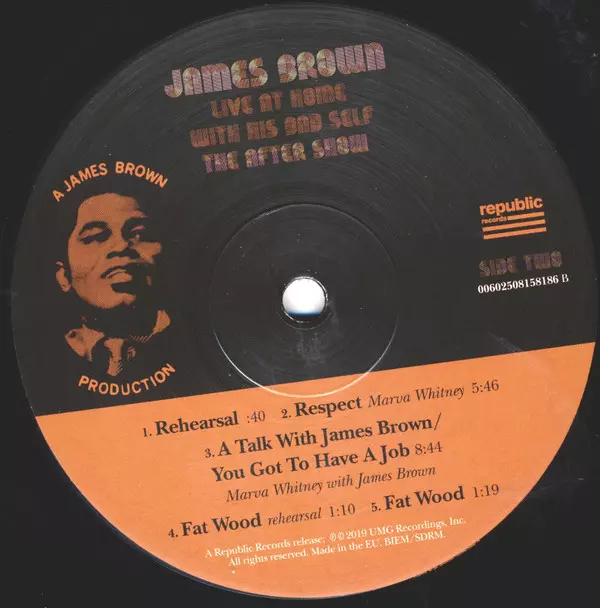 JAMES BROWN
LIVE AT HOME
WITH HIS BAD SELF
THE AFTER SHOW
A JAMES BROWN
PRODUCTION
republic
records
SIDE TWO
00602508158186 B
1. Rehearsal :40 2. Respect Marva Whitney 5:46
3. A Talk With James Brown/
You Got To Have A Job 8:44
Marva Whitney with James Brown
4. Fat Wood rehearsal 1:10 5. Fat Wood 1:19
A Republic Records release; ℗© 2019 UMG Recordings, Inc.
All rights reserved. Made in the EU. BIEM/SDRM.